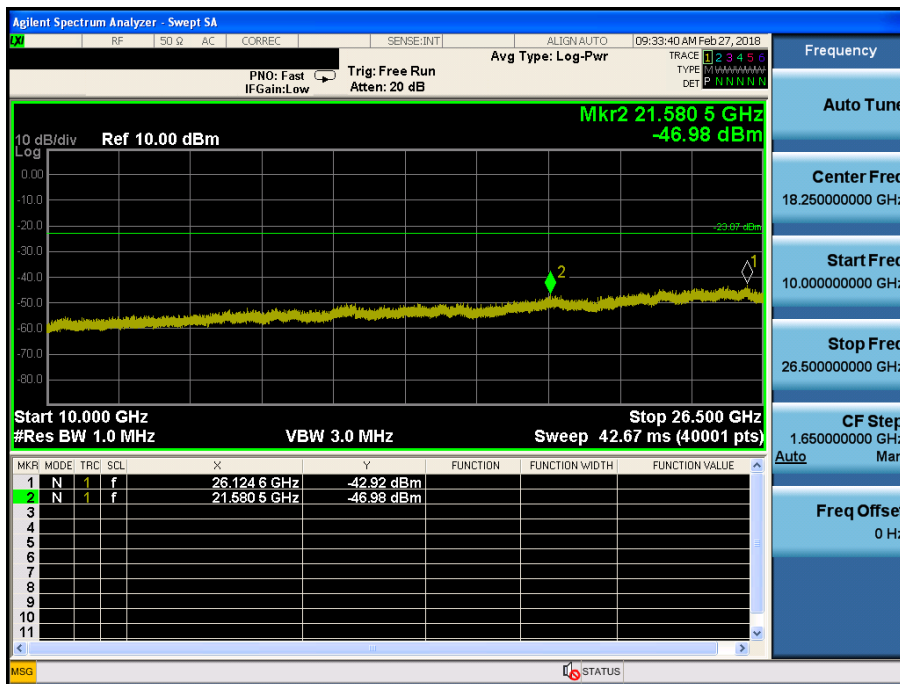 Agilent Spectrum Analyzer - Swept SA
LXI RF 50 Ω AC CORREC SENSE:INT ALIGN AUTO 09:33:40 AM Feb 27, 2018
Frequency
PNO: Fast
IFGain:Low
Trig: Free Run
Atten: 20 dB
Avg Type: Log-Pwr
TRACE 1 2 3 4 5 6
TYPE M W W W W W
DET P N N N N N
Auto Tune
Mkr2 21.580 5 GHz
-46.98 dBm
10 dB/div Ref 10.00 dBm
Log
0.00
-10.0
-20.0
-30.0
-40.0
-50.0
-60.0
-70.0
-80.0
-23.07 dBm
2
1
Center Freq
18.250000000 GHz
Start Freq
10.000000000 GHz
Stop Freq
26.500000000 GHz
Start 10.000 GHz Stop 26.500 GHz
#Res BW 1.0 MHz VBW 3.0 MHz Sweep 42.67 ms (40001 pts)
CF Step
1.650000000 GHz
Auto Man
MKR MODE TRC SCL X Y FUNCTION FUNCTION WIDTH FUNCTION VALUE
1 N 1 f 26.124 6 GHz -42.92 dBm
2 N 1 f 21.580 5 GHz -46.98 dBm
3
4
5
6
7
8
9
10
11
Freq Offset
0 Hz
MSG STATUS